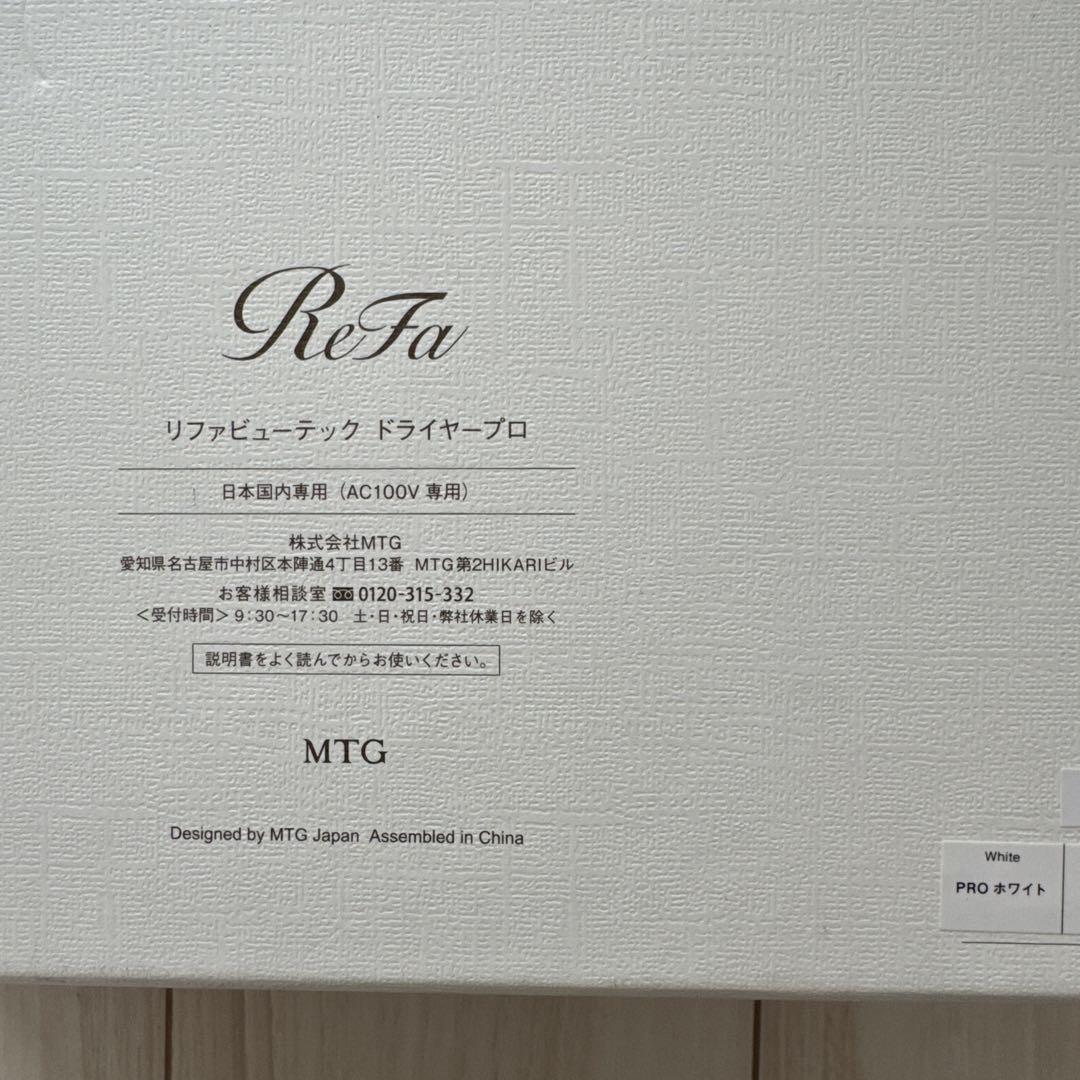 ReFa
リファビューテック ドライヤープロ
日本国内専用（AC100V 専用）
株式会社MTG
愛知県名古屋市中村区本陣通4丁目13番 MTG第2HIKARIビル
お客様相談室 0120-315-332
＜受付時間＞9：30～17：30 土・日・祝日・弊社休業日を除く
説明書をよく読んでからお使いください。
MTG
Designed by MTG Japan Assembled in China
White
PRO ホワイト